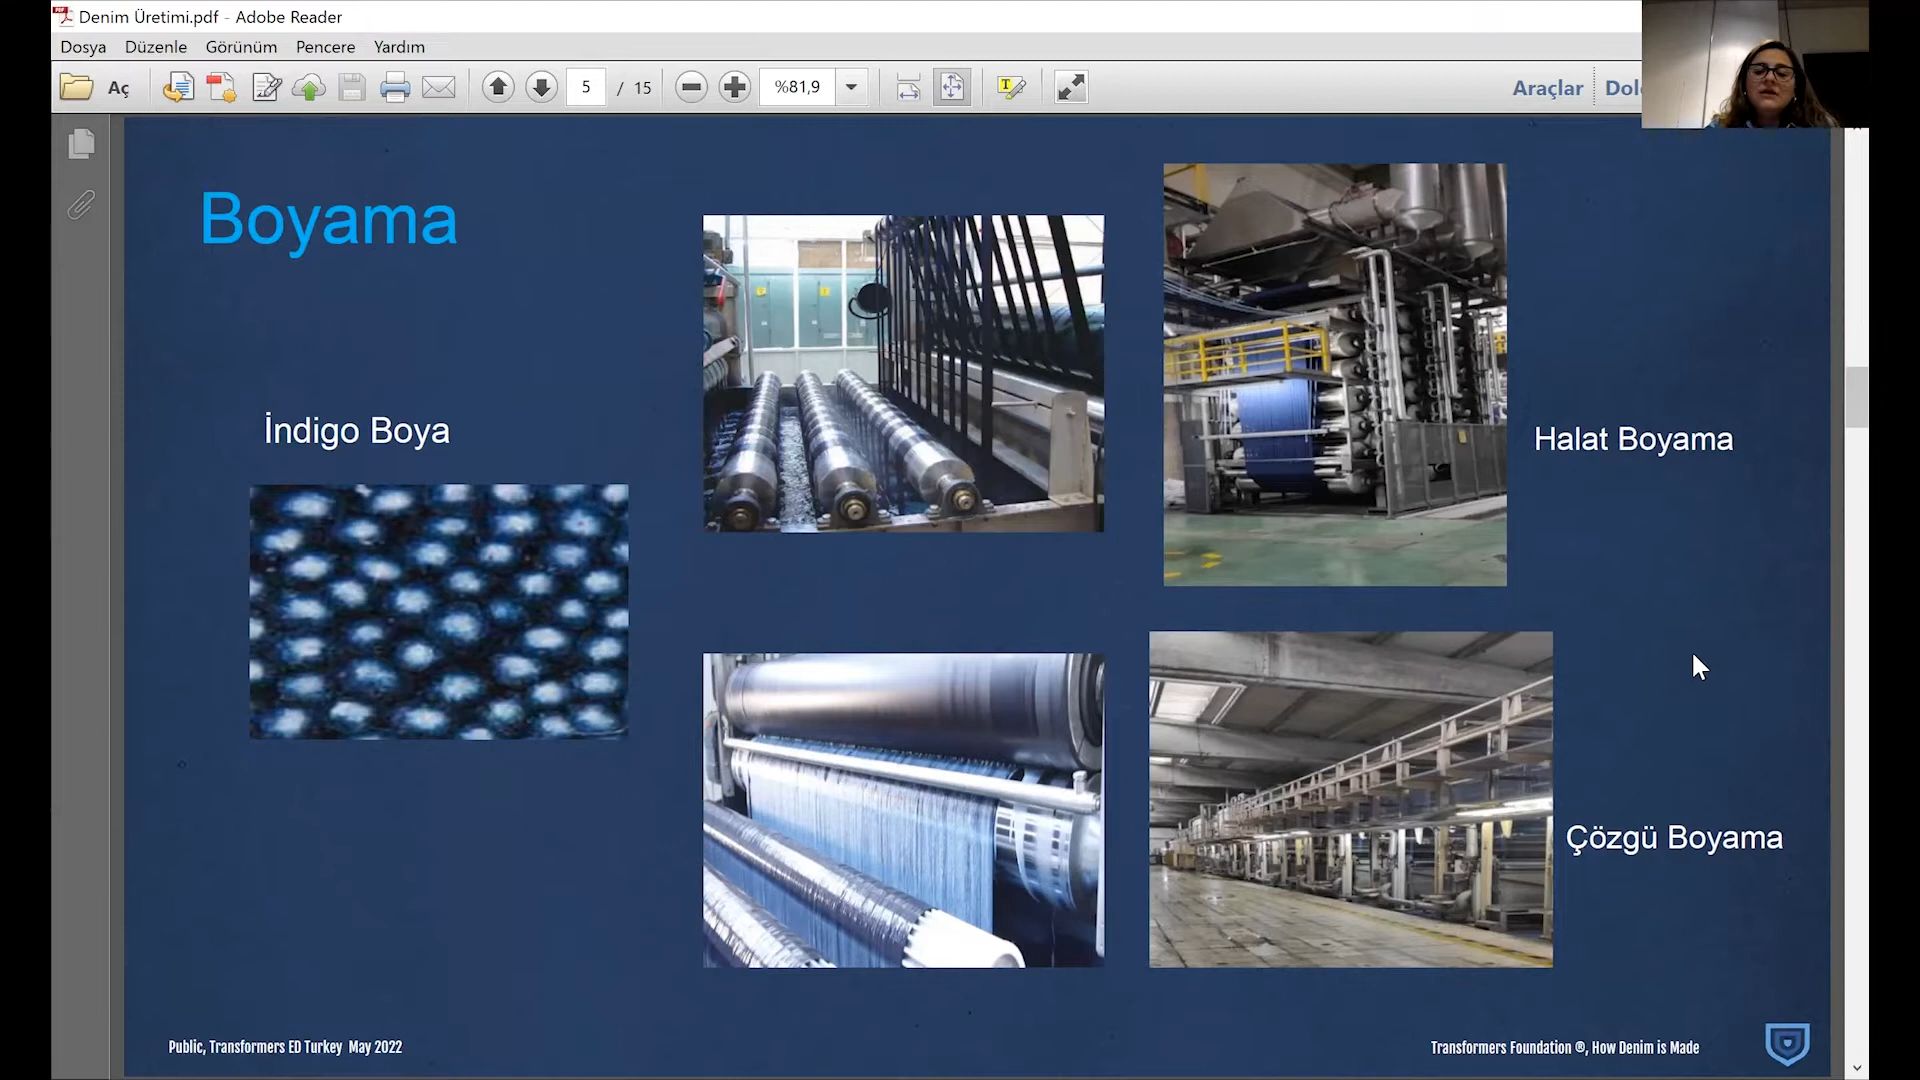 Denim Üretimi.pdf - Adobe Reader
Dosya Düzenle Görünüm Pencere Yardım
Aç 5 / 15 %81,9 Araçlar
Boyama
İndigo Boya
Halat Boyama
Çözgü Boyama
Public, Transformers ED Turkey May 2022
Transformers Foundation ®, How Denim is Made